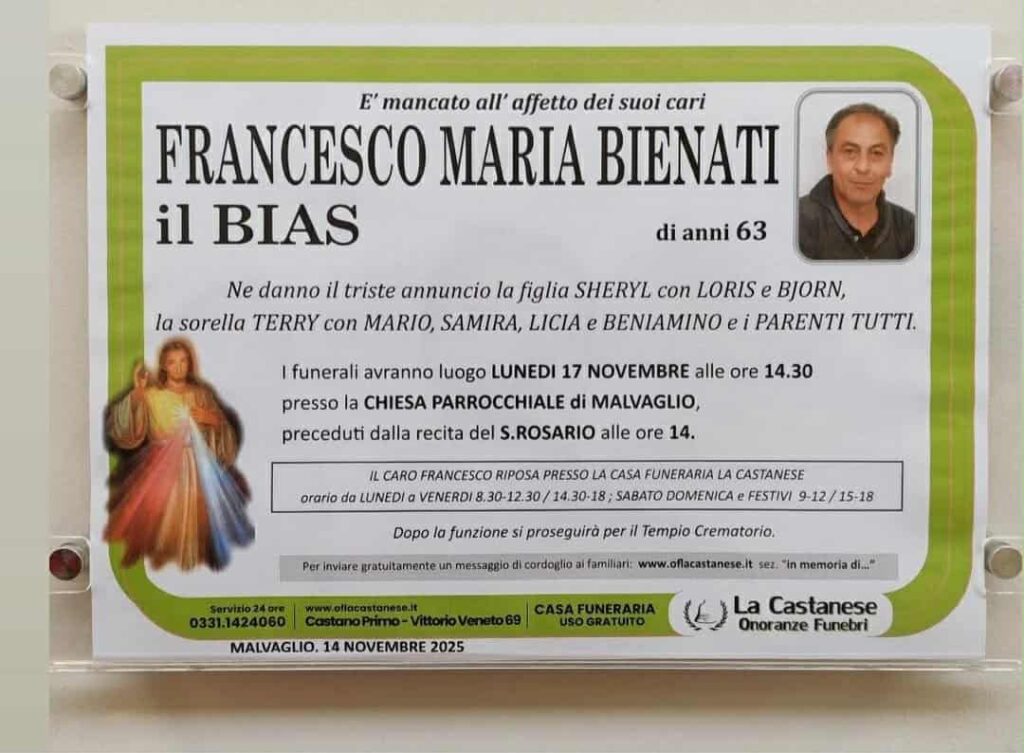 E' mancato all' affetto dei suoi cari
FRANCESCO MARIA BIENATI
il BIAS
di anni 63
Ne danno il triste annuncio la figlia SHERYL con LORIS e BJORN,
la sorella TERRY con MARIO, SAMIRA, LICIA e BENIAMINO e i PARENTI TUTTI.
I funerali avranno luogo LUNEDI 17 NOVEMBRE alle ore 14.30
presso la CHIESA PARROCCHIALE di MALVAGLIO,
preceduti dalla recita del S.ROSARIO alle ore 14.
IL CARO FRANCESCO RIPOSA PRESSO LA CASA FUNERARIA LA CASTANESE
orario da LUNEDI a VENERDI 8.30-12.30 / 14.30-18 ; SABATO DOMENICA e FESTIVI 9-12 / 15-18
Dopo la funzione si proseguirà per il Tempio Crematorio.
Per inviare gratuitamente un messaggio di cordoglio ai familiari: www.oflacastanese.it sez. "in memoria di..."
Servizio 24 ore
0331.1424060
www.oflacastanese.it
Castano Primo - Vittorio Veneto 69
CASA FUNERARIA
USO GRATUITO
La Castanese
Onoranze Funebri
MALVAGLIO. 14 NOVEMBRE 2025